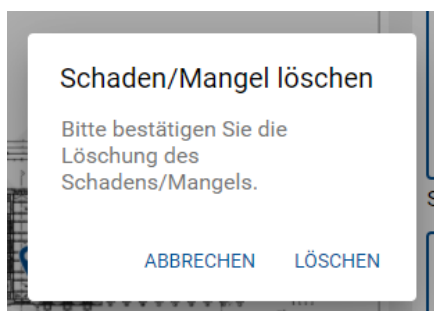 Schaden/Mangel löschen
Bitte bestätigen Sie die
Löschung des
Schadens/Mangels.
ABBRECHEN LÖSCHEN